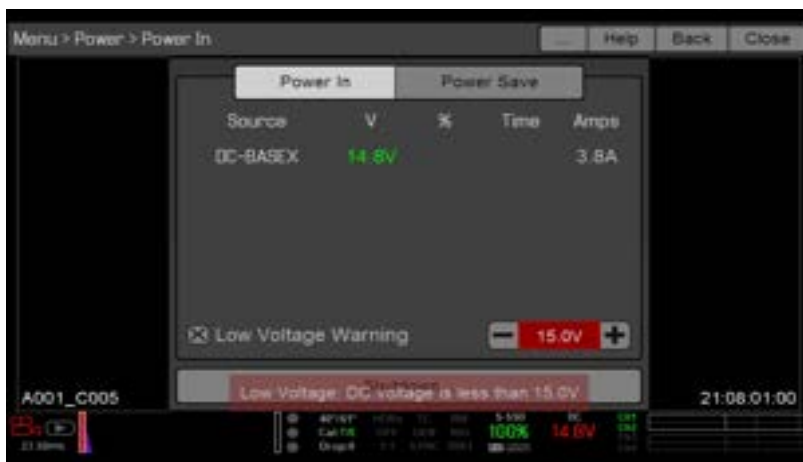 Menu > Power > Power In
... Help Back Close
Power In Power Save
Source V % Time Amps
DC-BASEX 14.8V 3.8A
Low Voltage Warning
15.0V
Low Voltage: DC voltage is less than 15.0V
A001_C005
21:08:01:00
S-SSD DC
100% 14.8V